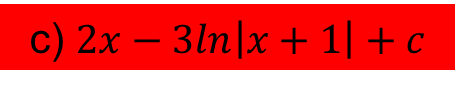 c) 2x − 3ln|x + 1| + c